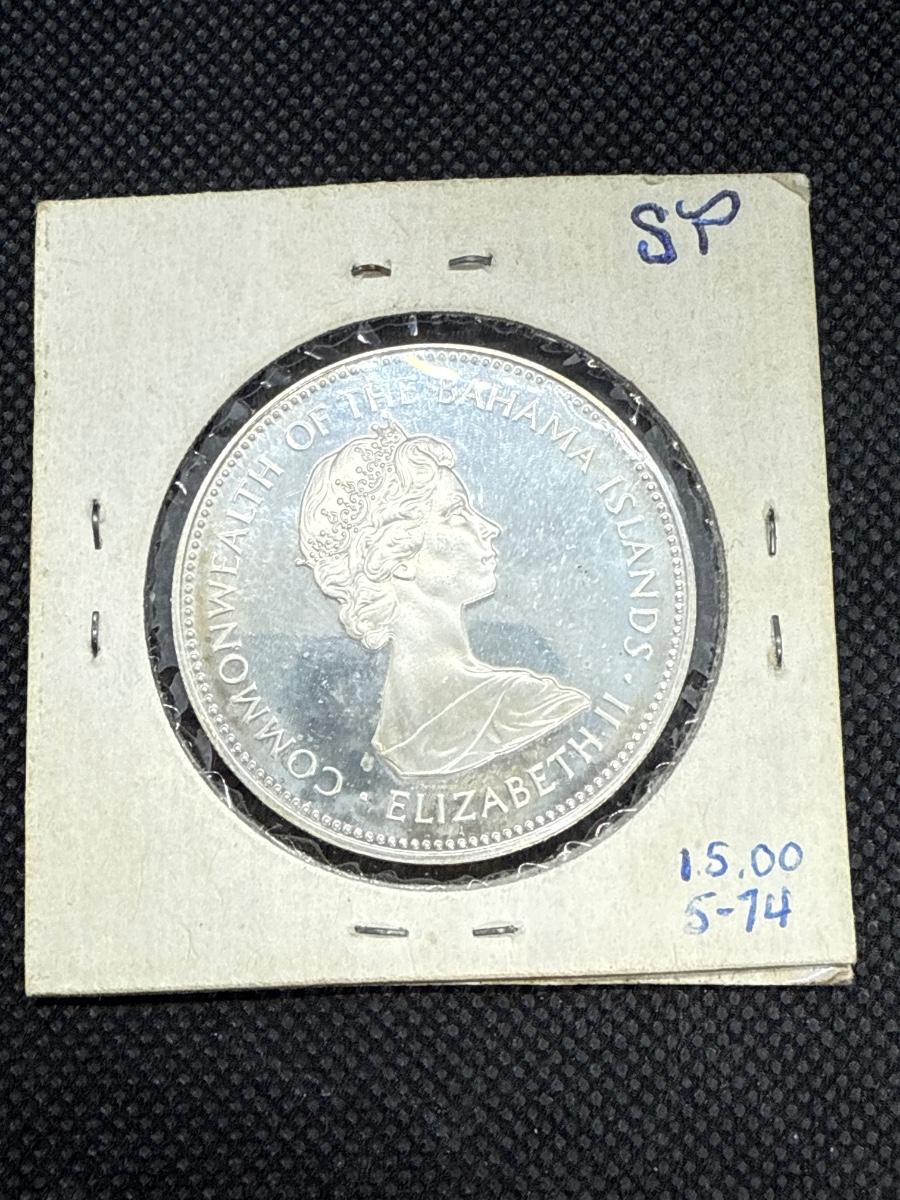 SP
COMMONWEALTH OF THE BAHAMA ISLANDS ·
ELIZABETH II ·
15.00
5-74